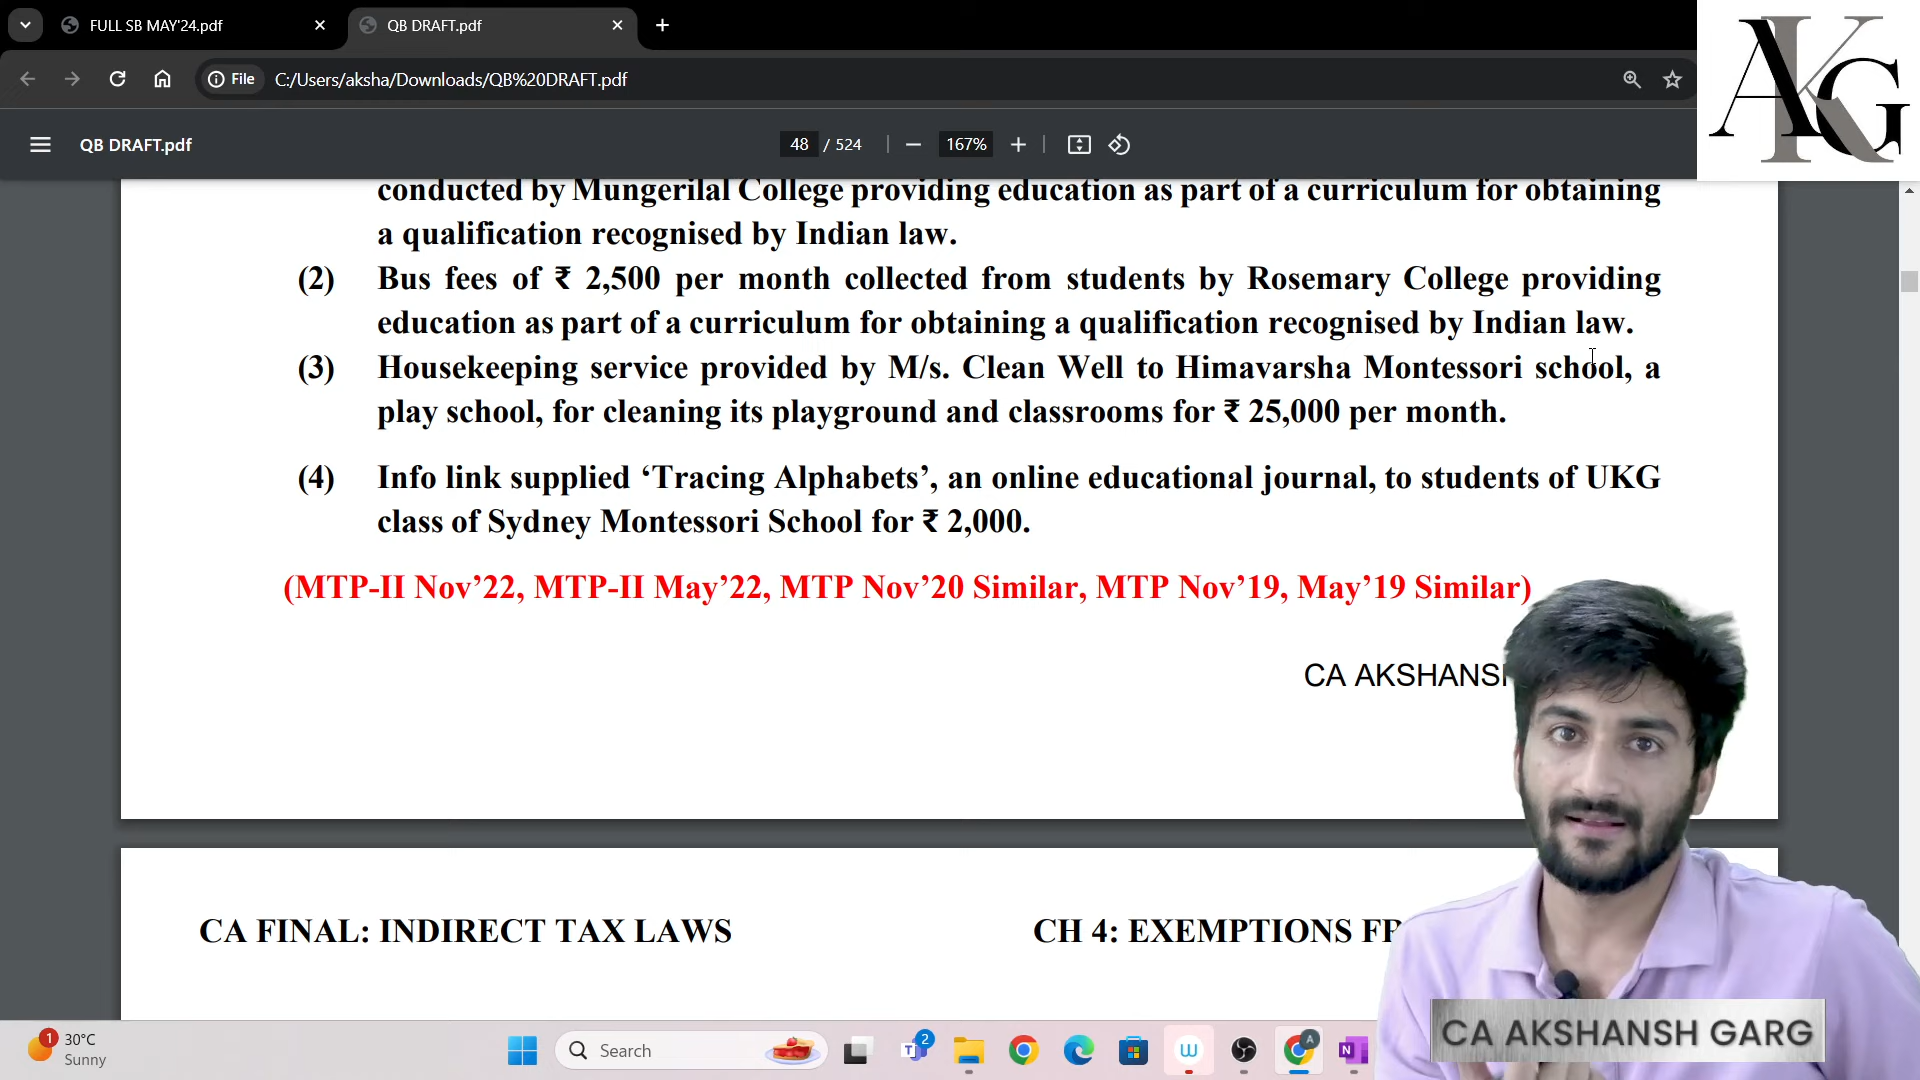 FULL SB MAY'24.pdf
QB DRAFT.pdf
File
C:/Users/aksha/Downloads/QB%20DRAFT.pdf
AKG
QB DRAFT.pdf
48 / 524
167%
conducted by Mungerilal College providing education as part of a curriculum for obtaining
a qualification recognised by Indian law.
(2) Bus fees of ₹ 2,500 per month collected from students by Rosemary College providing
education as part of a curriculum for obtaining a qualification recognised by Indian law.
(3) Housekeeping service provided by M/s. Clean Well to Himavarsha Montessori school, a
play school, for cleaning its playground and classrooms for ₹ 25,000 per month.
(4) Info link supplied ‘Tracing Alphabets’, an online educational journal, to students of UKG
class of Sydney Montessori School for ₹ 2,000.
(MTP-II Nov’22, MTP-II May’22, MTP Nov’20 Similar, MTP Nov’19, May’19 Similar)
CA AKSHANSH
CA FINAL: INDIRECT TAX LAWS
CH 4: EXEMPTIONS
CA AKSHANSH GARG
1
30°C
Sunny
Search
2
A